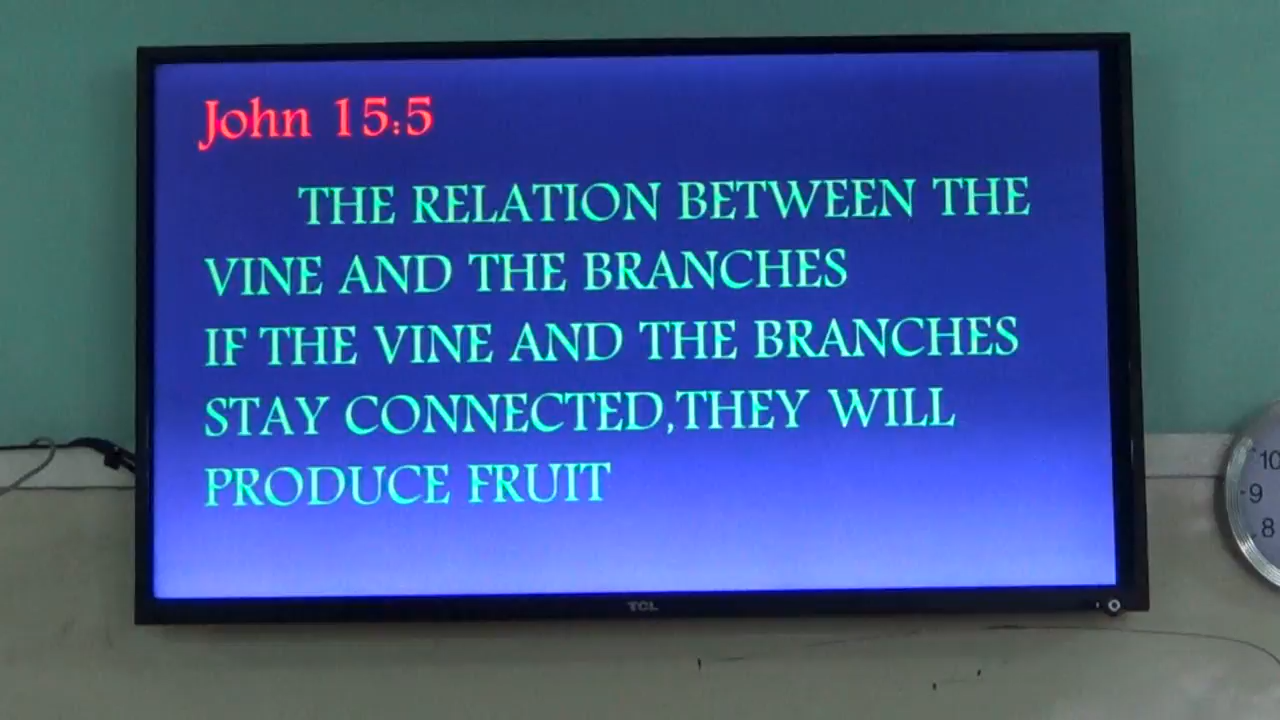 John 15:5
THE RELATION BETWEEN THE
VINE AND THE BRANCHES
IF THE VINE AND THE BRANCHES
STAY CONNECTED,THEY WILL
PRODUCE FRUIT
TCL
10
9
8